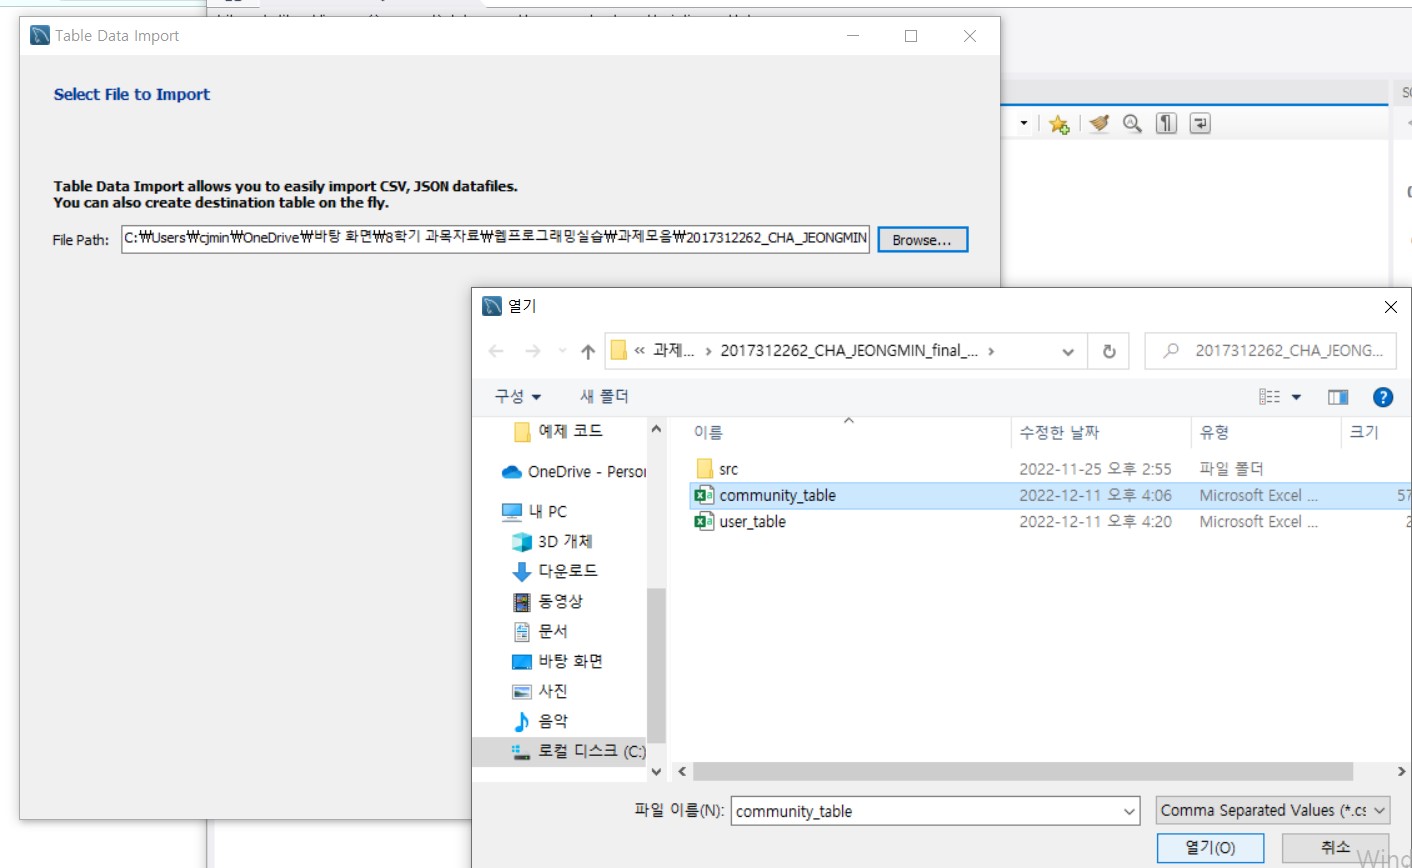 Table Data Import
Select File to Import
Table Data Import allows you to easily import CSV, JSON datafiles.
You can also create destination table on the fly.
File Path: C:₩Users₩cjmin₩OneDrive₩바탕 화면₩8학기 과목자료₩웹프로그래밍실습₩과제모음₩2017312262_CHA_JEONGMIN Browse...
열기
« 과제... › 2017312262_CHA_JEONGMIN_final_... › 2017312262_CHA_JEONG...
구성 새 폴더
이름 수정한 날짜 유형 크기
예제 코드
OneDrive - Person
내 PC
3D 개체
다운로드
동영상
문서
바탕 화면
사진
음악
로컬 디스크 (C:)
src 2022-11-25 오후 2:55 파일 폴더
community_table 2022-12-11 오후 4:06 Microsoft Excel ... 57
user_table 2022-12-11 오후 4:20 Microsoft Excel ... 2
파일 이름(N): community_table Comma Separated Values (*.cs
열기(O) 취소
Wind